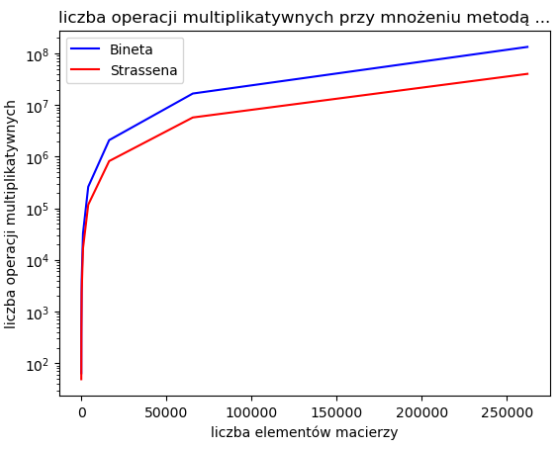 liczba operacji multiplikatywnych przy mnożeniu metodą ...
Bineta
Strassena
liczba operacji multiplikatywnych
10⁸
10⁷
10⁶
10⁵
10⁴
10³
10²
0 50000 100000 150000 200000 250000
liczba elementów macierzy